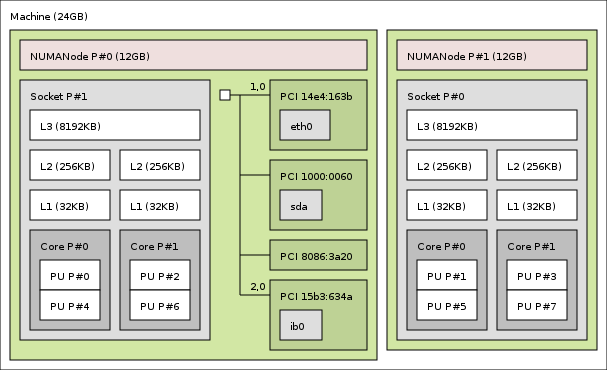 Machine (24GB)
NUMANode P#0 (12GB)
Socket P#1
L3 (8192KB)
L2 (256KB) L2 (256KB)
L1 (32KB) L1 (32KB)
Core P#0 Core P#1
PU P#0 PU P#2
PU P#4 PU P#6
1,0 PCI 14e4:163b
eth0
PCI 1000:0060
sda
PCI 8086:3a20
2,0 PCI 15b3:634a
ib0
NUMANode P#1 (12GB)
Socket P#0
L3 (8192KB)
L2 (256KB) L2 (256KB)
L1 (32KB) L1 (32KB)
Core P#0 Core P#1
PU P#1 PU P#3
PU P#5 PU P#7